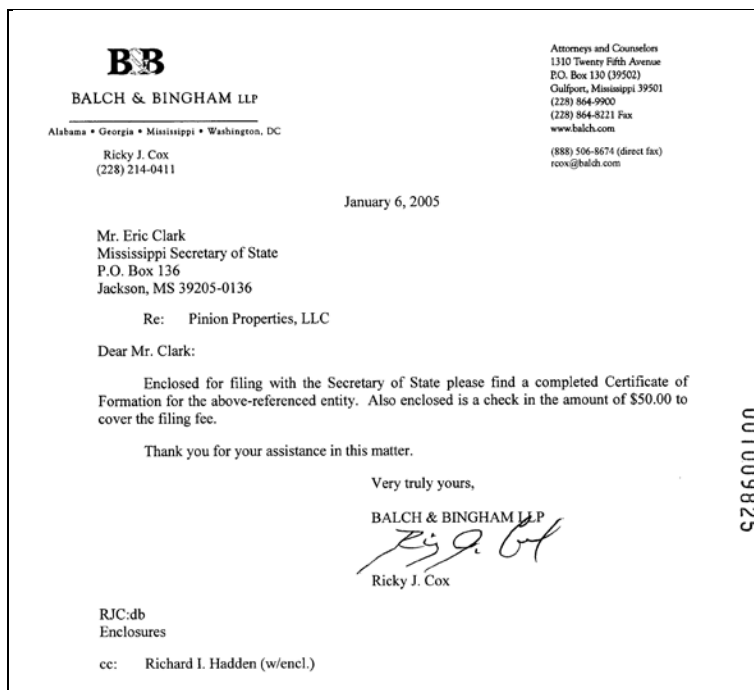 BB
BALCH & BINGHAM LLP
Alabama • Georgia • Mississippi • Washington, DC
Ricky J. Cox
(228) 214-0411
Attorneys and Counselors
1310 Twenty Fifth Avenue
P.O. Box 130 (39502)
Gulfport, Mississippi 39501
(228) 864-9900
(228) 864-8221 Fax
www.balch.com
(888) 506-8674 (direct fax)
rcox@balch.com
January 6, 2005
Mr. Eric Clark
Mississippi Secretary of State
P.O. Box 136
Jackson, MS 39205-0136
Re: Pinion Properties, LLC
Dear Mr. Clark:
Enclosed for filing with the Secretary of State please find a completed Certificate of
Formation for the above-referenced entity. Also enclosed is a check in the amount of $50.00 to
cover the filing fee.
Thank you for your assistance in this matter.
Very truly yours,
BALCH & BINGHAM LLP
Ricky J. Cox
Ricky J. Cox
RJC:db
Enclosures
cc: Richard I. Hadden (w/encl.)
001009825